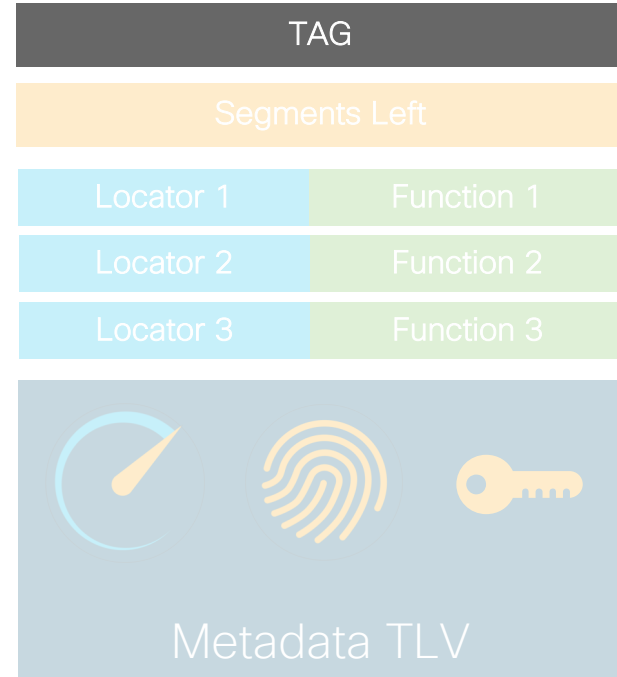 TAG
Segments Left
Locator 1 Function 1
Locator 2 Function 2
Locator 3 Function 3
Metadata TLV